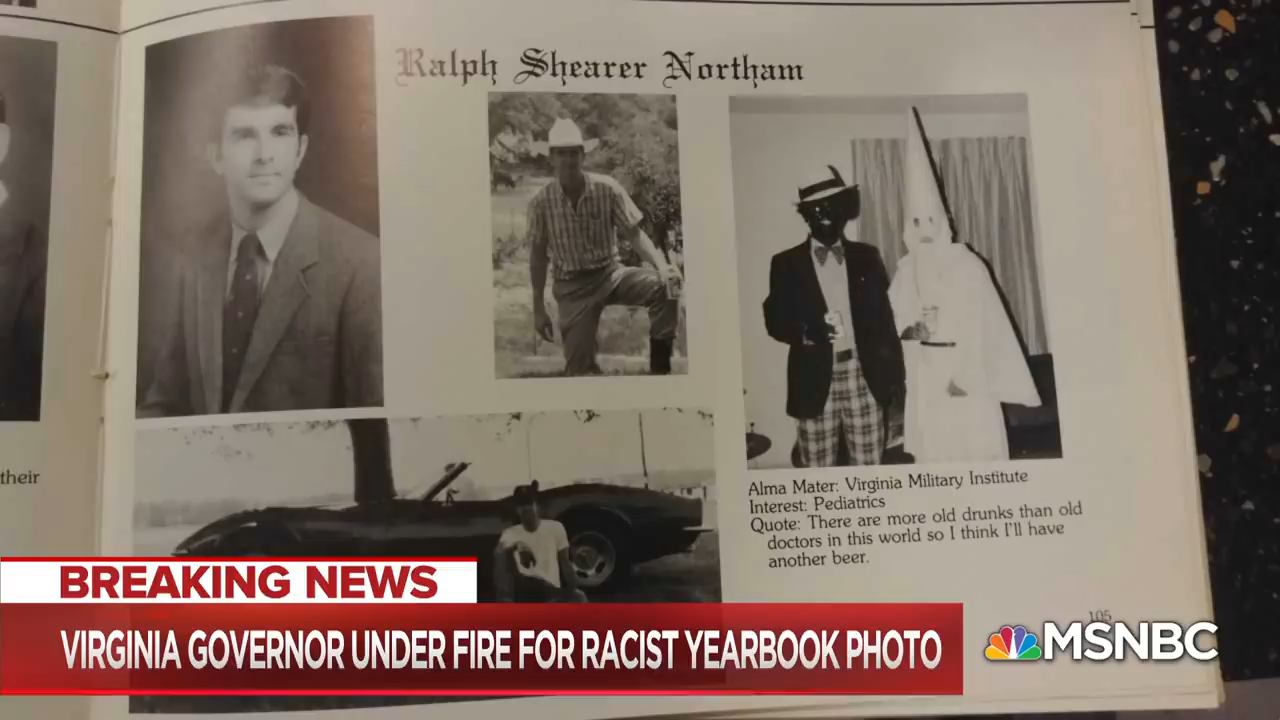 Ralph Shearer Northam
their
Alma Mater: Virginia Military Institute
Interest: Pediatrics
Quote: There are more old drunks than old
doctors in this world so I think I'll have
another beer.
105
BREAKING NEWS
VIRGINIA GOVERNOR UNDER FIRE FOR RACIST YEARBOOK PHOTO
MSNBC